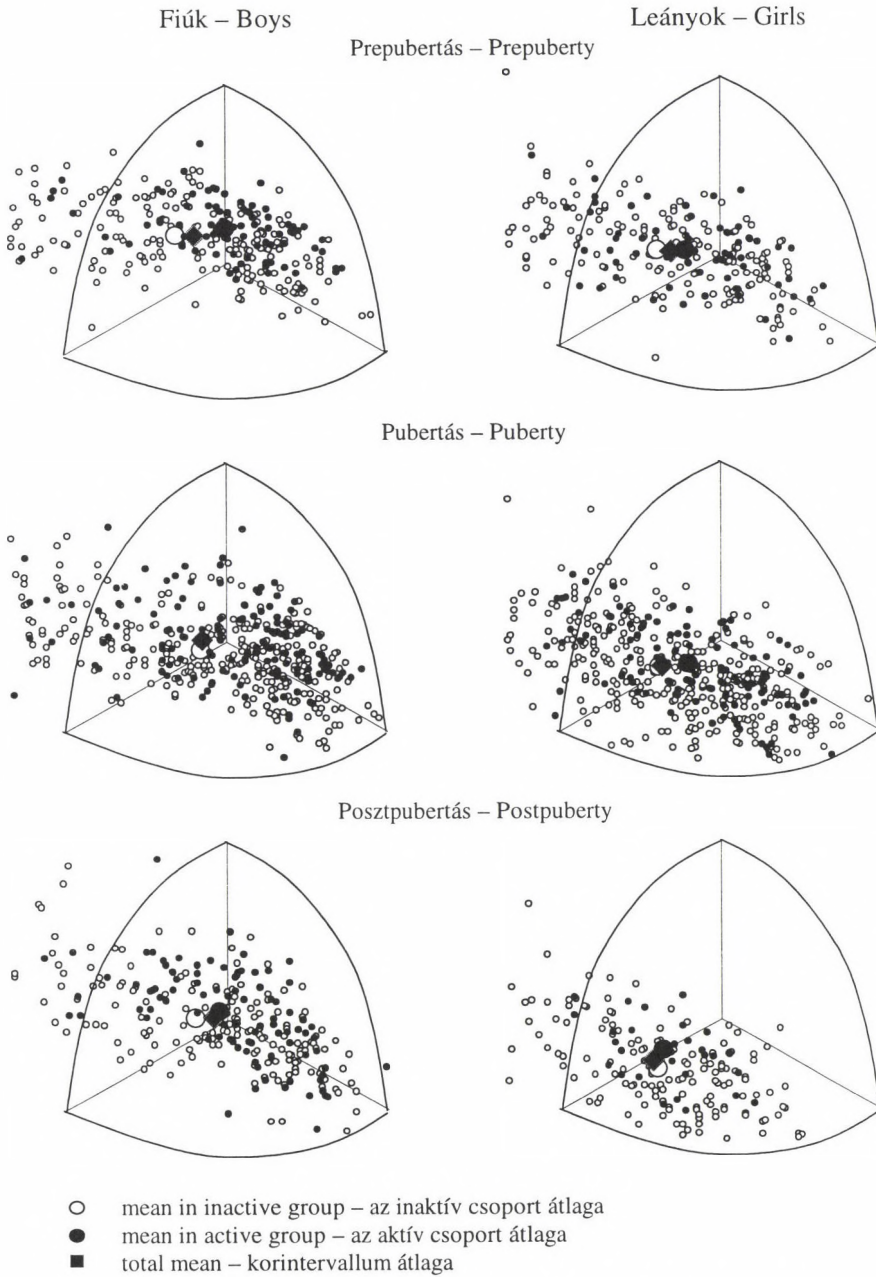 Fiúk – Boys
Leányok – Girls
Prepubertás – Prepuberty
Pubertás – Puberty
Posztpubertás – Postpuberty
mean in inactive group – az inaktív csoport átlaga
mean in active group – az aktív csoport átlaga
total mean – korintervallum átlaga